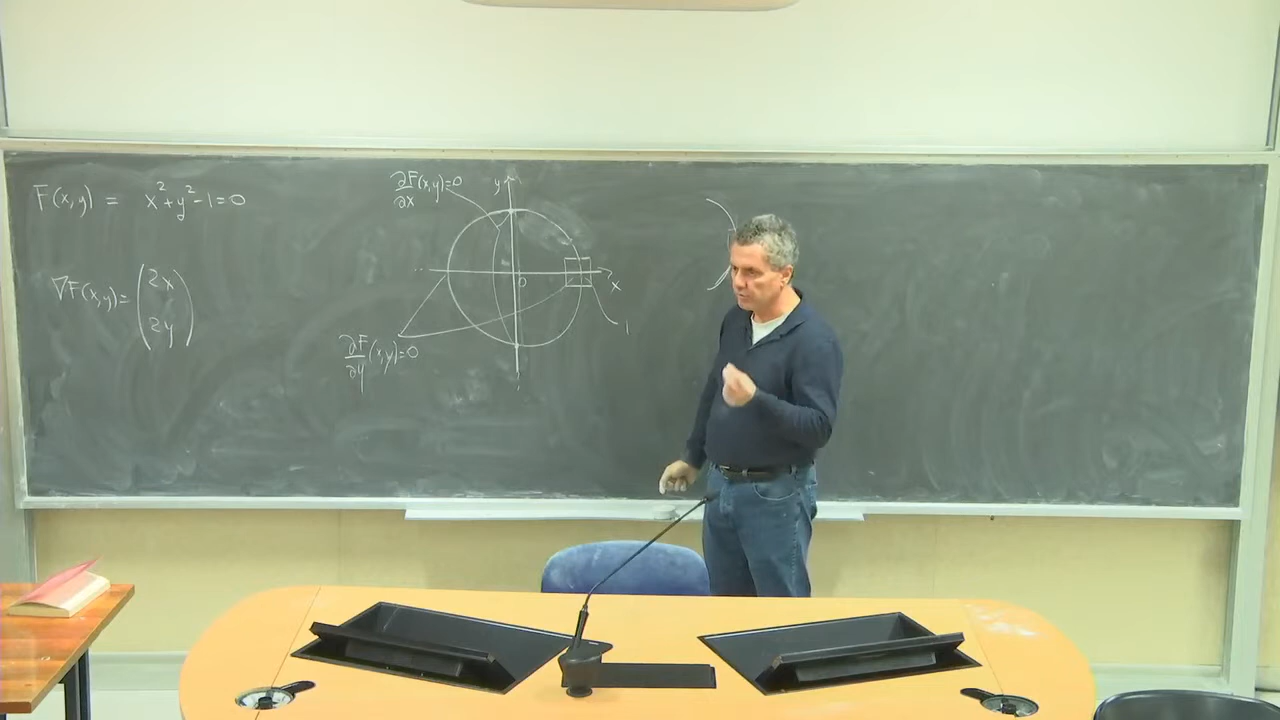 F(x,y) = x²+y²-1=0
∇F(x,y)= (2x
2y)
∂F/∂x (x,y)=0
y
x
0
1
∂F/∂y (x,y)=0